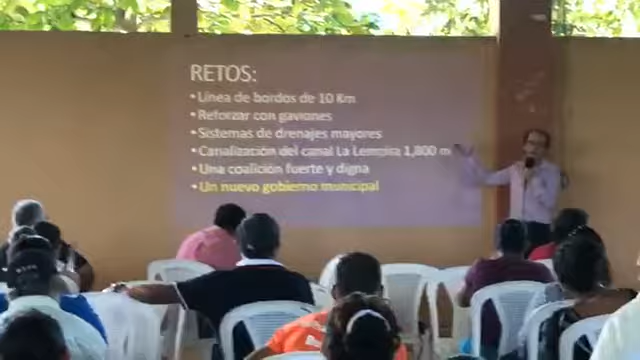 RETOS:
• Línea de bordos de 10 Km
• Reforzar con gaviones
• Sistemas de drenajes mayores
• Canalización del canal La Lempira 1,800 m
• Una coalición fuerte y digna
• Un nuevo gobierno municipal